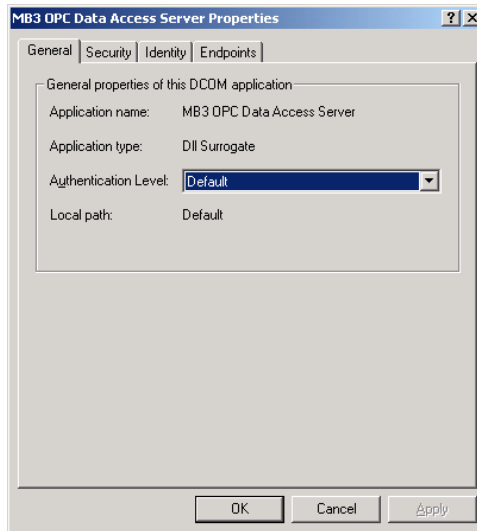 MB3 OPC Data Access Server Properties
General Security Identity Endpoints
General properties of this DCOM application
Application name: MB3 OPC Data Access Server
Application type: Dll Surrogate
Authentication Level: Default
Local path: Default
OK Cancel Apply